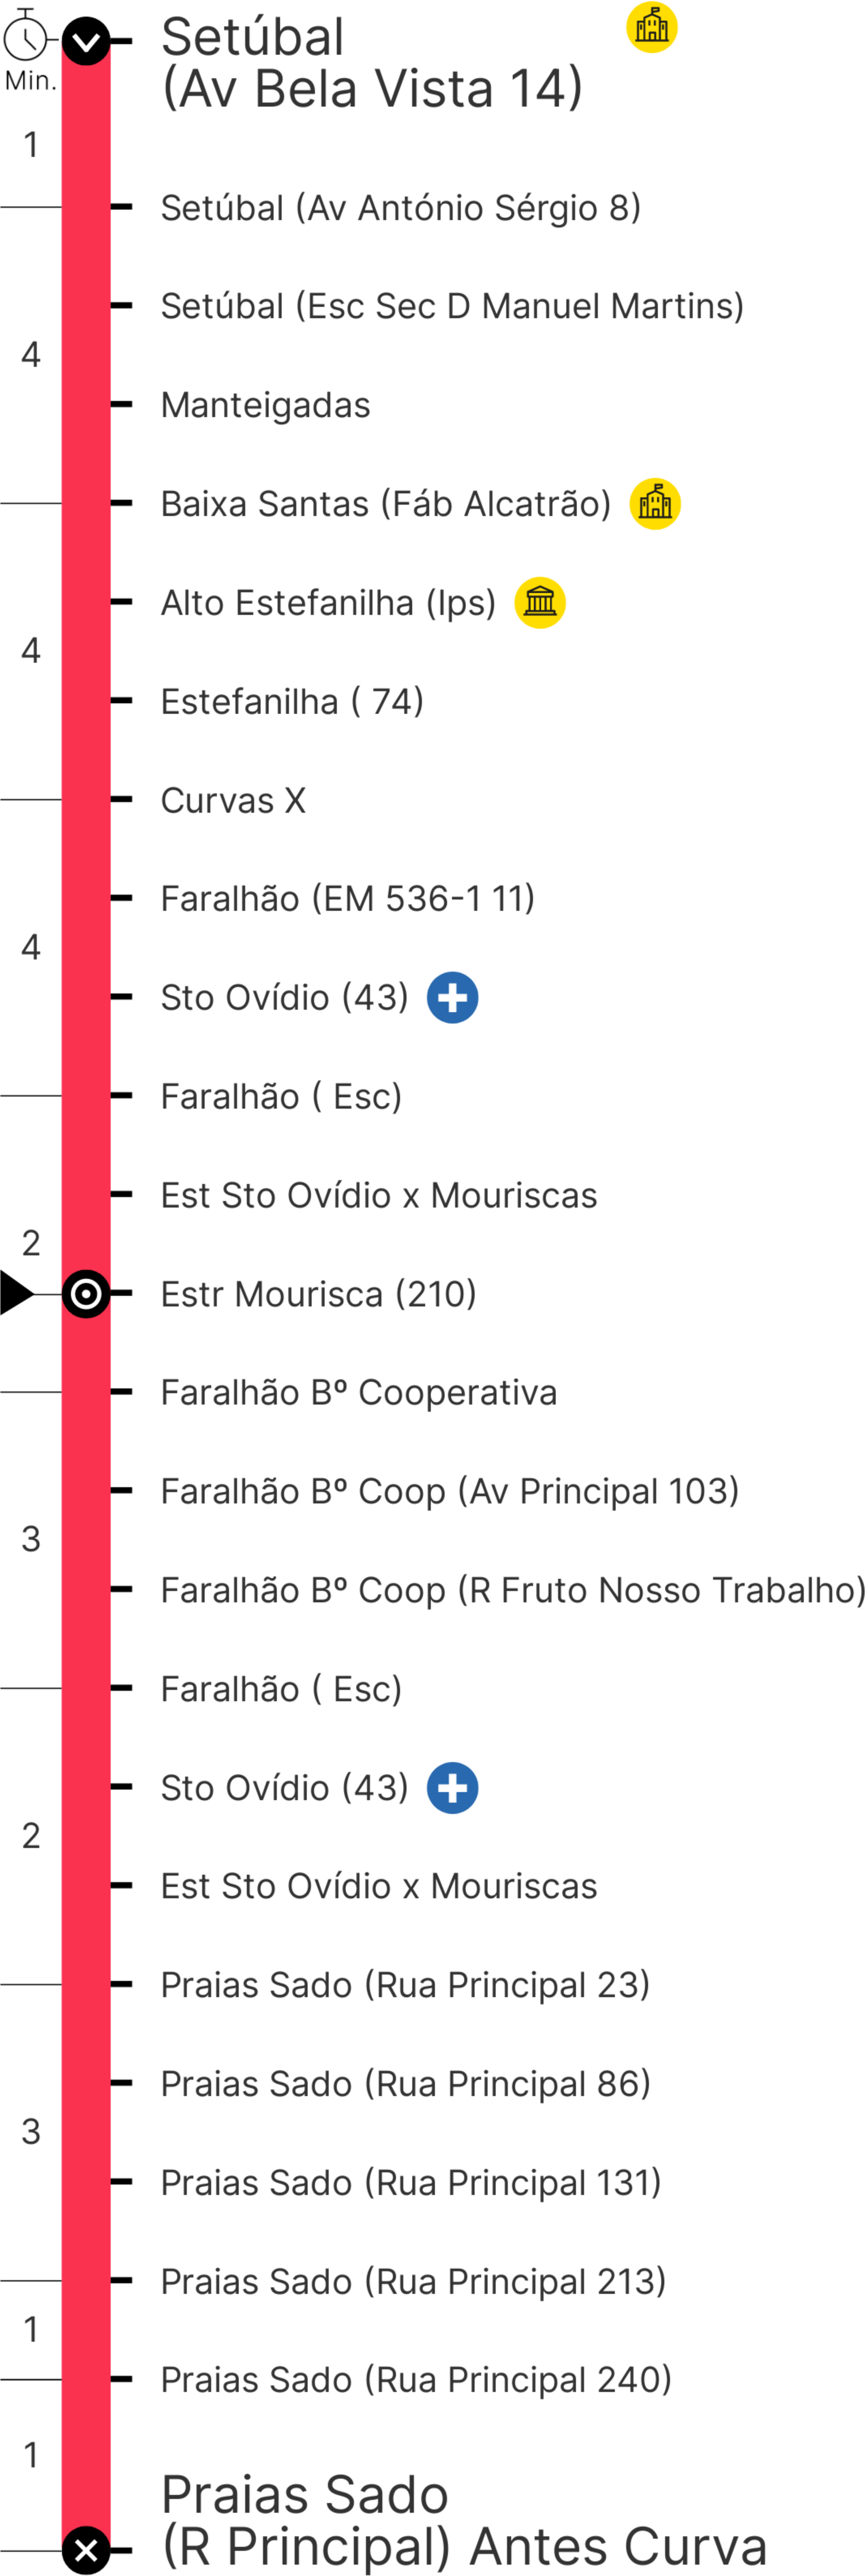 Setúbal
(Av Bela Vista 14)
Min.
1
Setúbal (Av António Sérgio 8)
Setúbal (Esc Sec D Manuel Martins)
4
Manteigadas
Baixa Santas (Fáb Alcatrão)
Alto Estefanilha (Ips)
4
Estefanilha ( 74)
Curvas X
Faralhão (EM 536-1 11)
4
Sto Ovídio (43)
Faralhão ( Esc)
Est Sto Ovídio x Mouriscas
2
Estr Mourisca (210)
Faralhão Bº Cooperativa
Faralhão Bº Coop (Av Principal 103)
3
Faralhão Bº Coop (R Fruto Nosso Trabalho)
Faralhão ( Esc)
Sto Ovídio (43)
2
Est Sto Ovídio x Mouriscas
Praias Sado (Rua Principal 23)
Praias Sado (Rua Principal 86)
3
Praias Sado (Rua Principal 131)
Praias Sado (Rua Principal 213)
1
Praias Sado (Rua Principal 240)
1
Praias Sado
(R Principal) Antes Curva